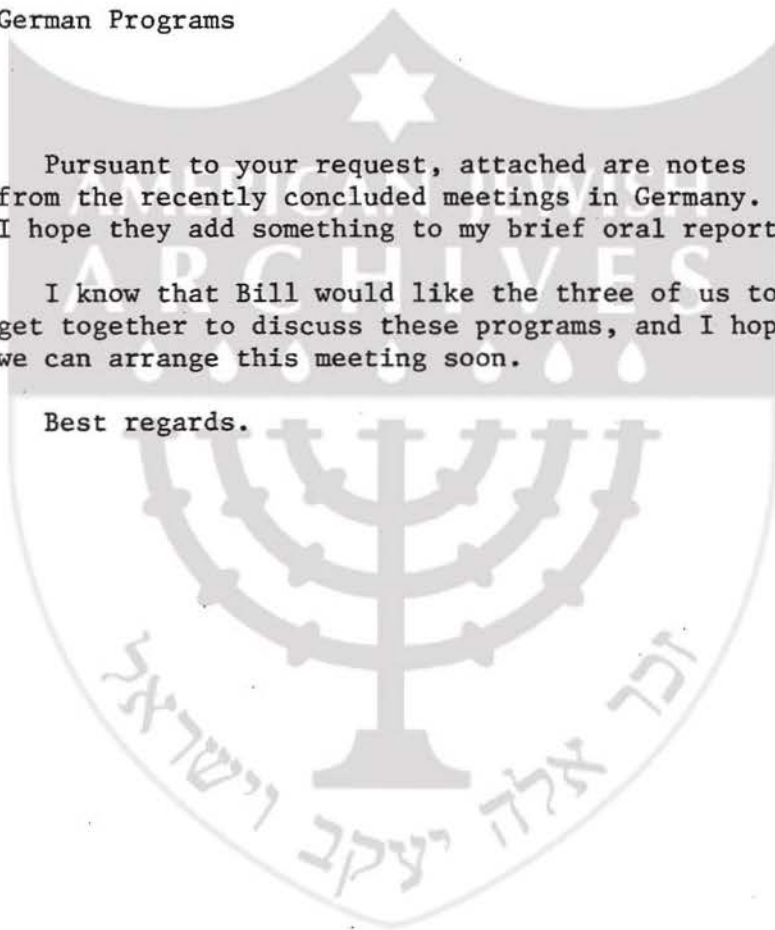 German Programs
Pursuant to your request, attached are notes
from the recently concluded meetings in Germany.
I hope they add something to my brief oral report
I know that Bill would like the three of us to
get together to discuss these programs, and I hop
we can arrange this meeting soon.
Best regards.
AMERICAN JEWISH
ARCHIVES
זכר אלה יעקב וישראל